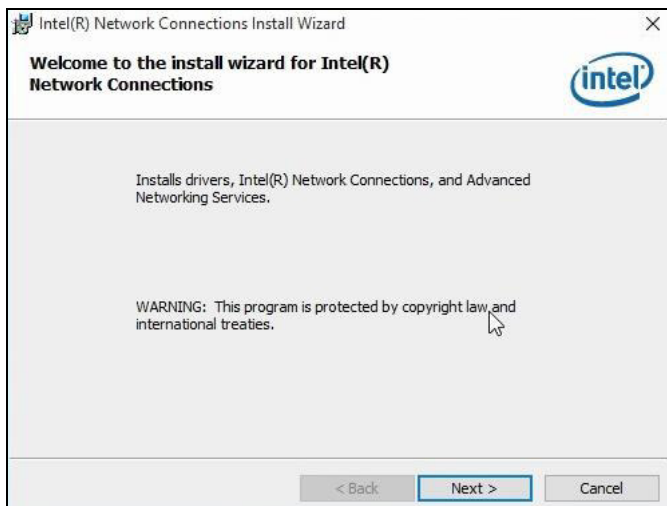 Intel(R) Network Connections Install Wizard
Welcome to the install wizard for Intel(R)
Network Connections
intel
Installs drivers, Intel(R) Network Connections, and Advanced
Networking Services.
WARNING: This program is protected by copyright law and
international treaties.
< Back
Next >
Cancel